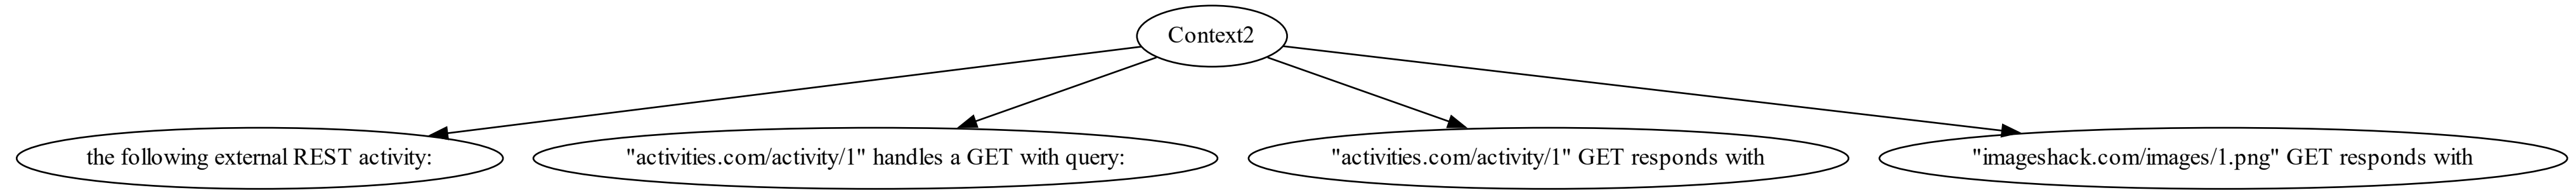 Context2
the following external REST activity:
"activities.com/activity/1" handles a GET with query:
"activities.com/activity/1" GET responds with
"imageshack.com/images/1.png" GET responds with